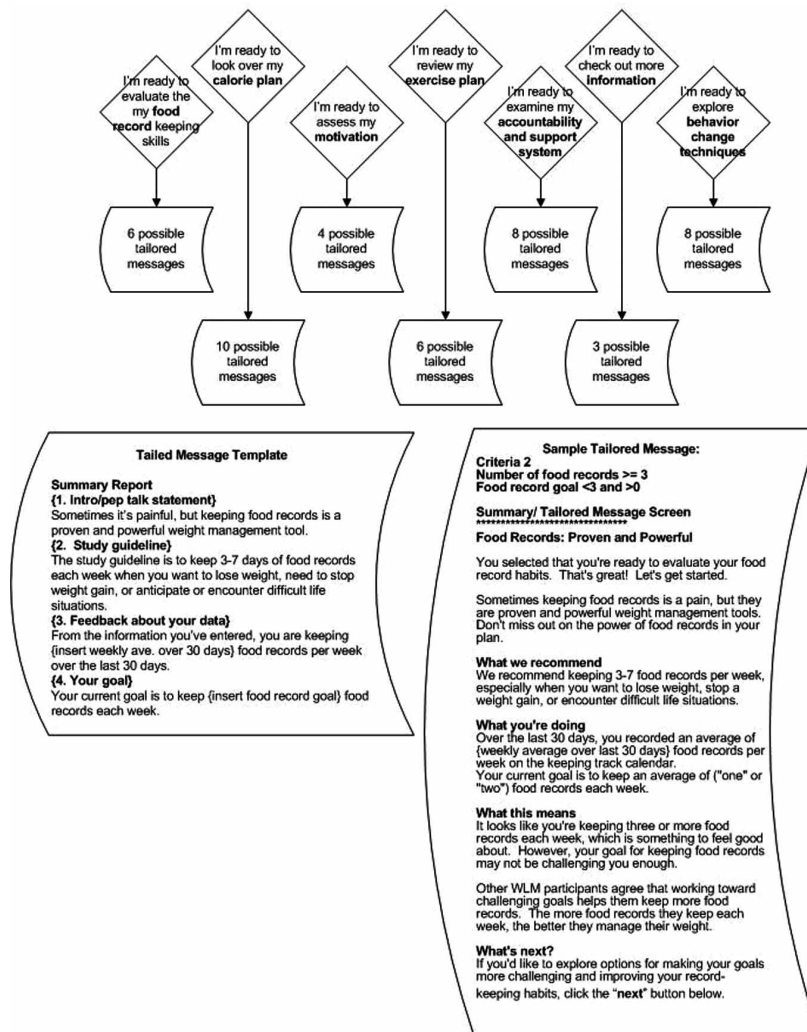 I'm ready to
evaluate the
my food
record keeping
skills
I'm ready to
look over my
calorie plan
I'm ready to
assess my
motivation
I'm ready to
review my
exercise plan
I'm ready to
examine my
accountability
and support
system
I'm ready to
check out more
information
I'm ready to
explore
behavior
change
techniques
6 possible
tailored
messages
4 possible
tailored
messages
8 possible
tailored
messages
8 possible
tailored
messages
10 possible
tailored
messages
6 possible
tailored
messages
3 possible
tailored
messages
Tailed Message Template
Summary Report
{1. Intro/pep talk statement}
Sometimes it's painful, but keeping food records is a
proven and powerful weight management tool.
{2. Study guideline}
The study guideline is to keep 3-7 days of food records
each week when you want to lose weight, need to stop
weight gain, or anticipate or encounter difficult life
situations.
{3. Feedback about your data}
From the information you've entered, you are keeping
{insert weekly ave. over 30 days} food records per week
over the last 30 days.
{4. Your goal}
Your current goal is to keep {insert food record goal} food
records each week.
Sample Tailored Message:
Criteria 2
Number of food records >= 3
Food record goal <3 and >0
Summary/ Tailored Message Screen
*******************************
Food Records: Proven and Powerful
You selected that you're ready to evaluate your food
record habits. That's great! Let's get started.
Sometimes keeping food records is a pain, but they
are proven and powerful weight management tools.
Don't miss out on the power of food records in your
plan.
What we recommend
We recommend keeping 3-7 food records per week,
especially when you want to lose weight, stop a
weight gain, or encounter difficult life situations.
What you're doing
Over the last 30 days, you recorded an average of
{weekly average over last 30 days} food records per
week on the keeping track calendar.
Your current goal is to keep an average of ("one" or
"two") food records each week.
What this means
It looks like you're keeping three or more food
records each week, which is something to feel good
about. However, your goal for keeping food records
may not be challenging you enough.
Other WLM participants agree that working toward
challenging goals helps them keep more food
records. The more food records they keep each
week, the better they manage their weight.
What's next?
If you'd like to explore options for making your goals
more challenging and improving your record-
keeping habits, click the "next" button below.